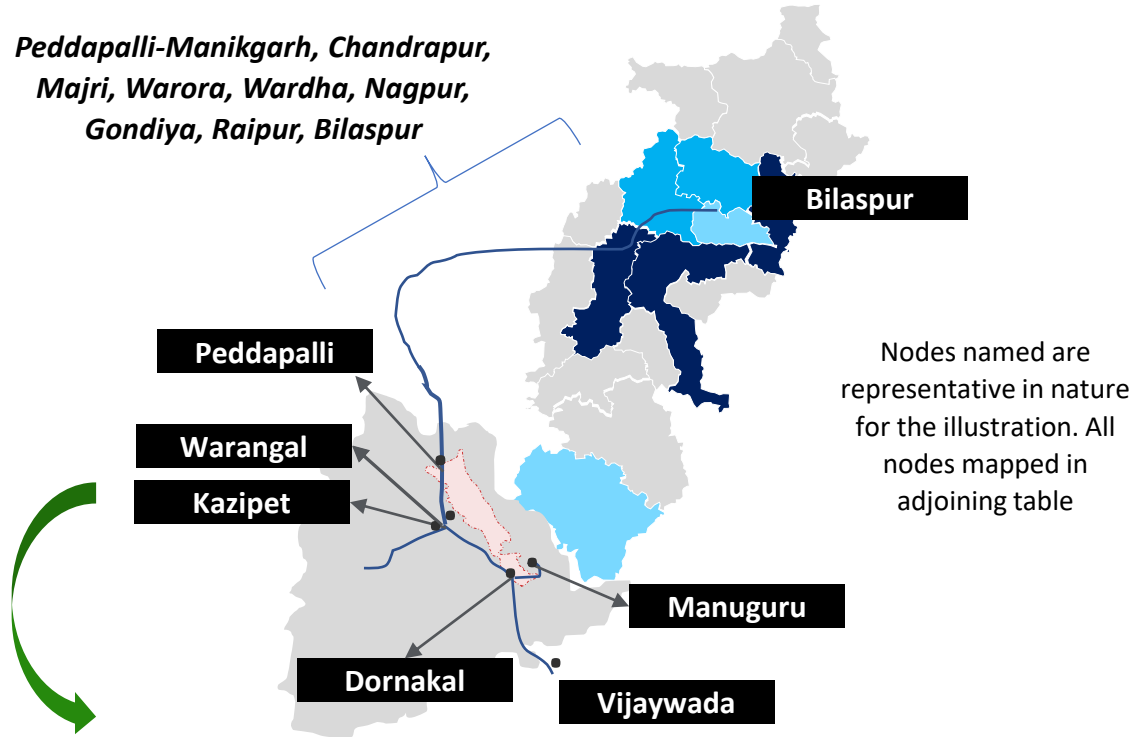 Peddapalli-Manikgarh, Chandrapur,
Majri, Warora, Wardha, Nagpur,
Gondiya, Raipur, Bilaspur
Bilaspur
Peddapalli
Nodes named are
representative in nature
for the illustration. All
nodes mapped in
adjoining table
Warangal
Kazipet
Manuguru
Dornakal
Vijaywada